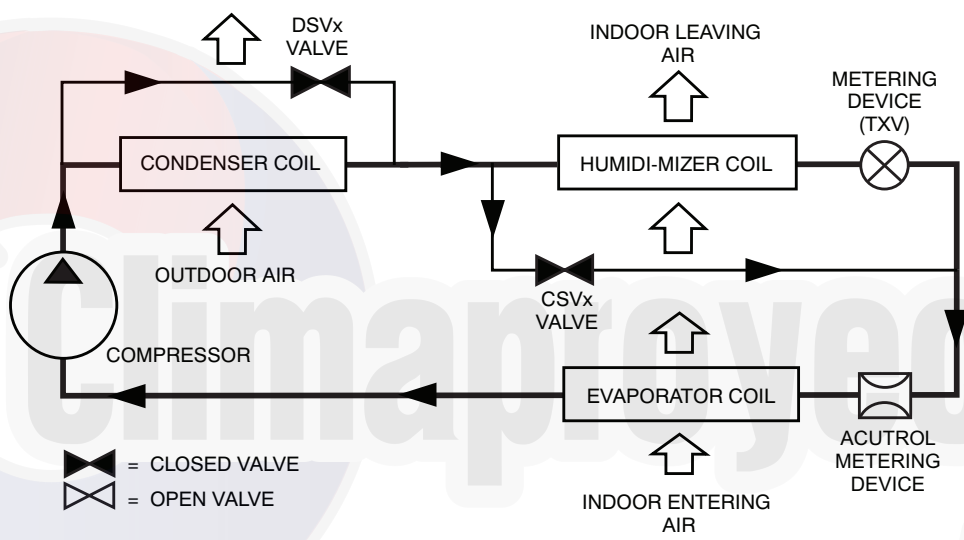 DSVx
VALVE
INDOOR LEAVING
AIR
METERING
DEVICE
(TXV)
CONDENSER COIL
HUMIDI-MIZER COIL
OUTDOOR AIR
CSVx
VALVE
COMPRESSOR
EVAPORATOR COIL
ACUTROL
METERING
DEVICE
= CLOSED VALVE
= OPEN VALVE
INDOOR ENTERING
AIR
Climaproyec